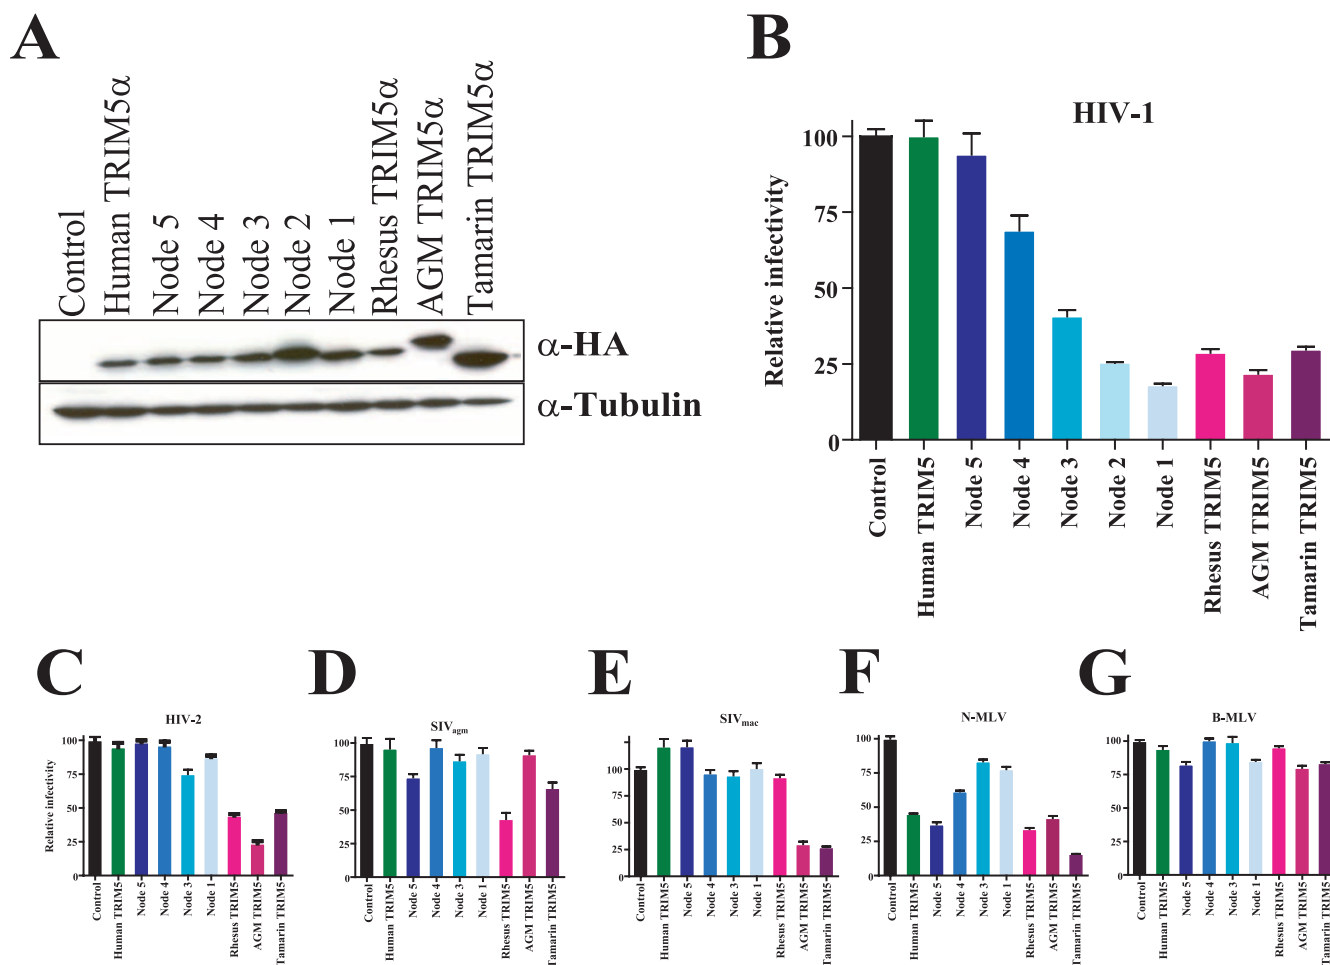 A
Control
Human TRIM5α
Node 5
Node 4
Node 3
Node 2
Node 1
Rhesus TRIM5α
AGM TRIM5α
Tamarin TRIM5α
α-HA
α-Tubulin
B
HIV-1
Relative infectivity
100
75
50
25
0
Control
Human TRIM5
Node 5
Node 4
Node 3
Node 2
Node 1
Rhesus TRIM5
AGM TRIM5
Tamarin TRIM5
C
HIV-2
Relative infectivity
100
75
50
25
0
Control
Human TRIM5
Node 5
Node 4
Node 3
Node 1
Rhesus TRIM5
AGM TRIM5
Tamarin TRIM5
D
SIVagm
100
75
50
25
0
Control
Human TRIM5
Node 5
Node 4
Node 3
Node 1
Rhesus TRIM5
AGM TRIM5
Tamarin TRIM5
E
SIVmac
100
75
50
25
0
Control
Human TRIM5
Node 5
Node 4
Node 3
Node 1
Rhesus TRIM5
AGM TRIM5
Tamarin TRIM5
F
N-MLV
100
75
50
25
0
Control
Human TRIM5
Node 5
Node 4
Node 3
Node 1
Rhesus TRIM5
AGM TRIM5
Tamarin TRIM5
G
B-MLV
100
75
50
25
0
Control
Human TRIM5
Node 5
Node 4
Node 3
Node 1
Rhesus TRIM5
AGM TRIM5
Tamarin TRIM5